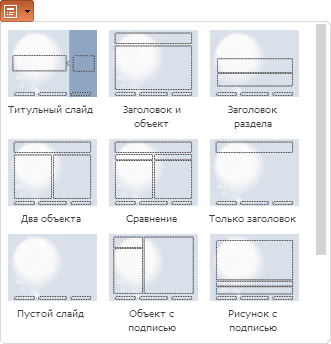 Титульный слайд
Заголовок и
объект
Заголовок
раздела
Два объекта
Сравнение
Только заголовок
Пустой слайд
Объект с
подписью
Рисунок с
подписью